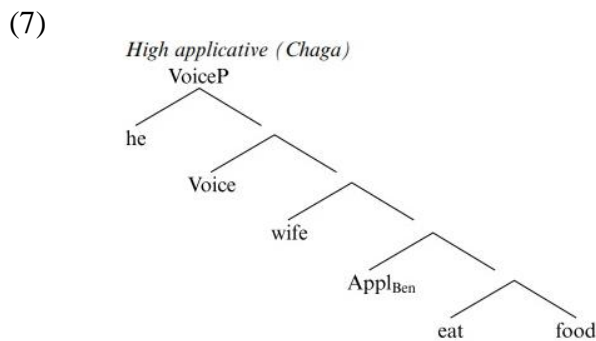 (7)
High applicative (Chaga)
VoiceP
he
Voice
wife
ApplBen
eat food